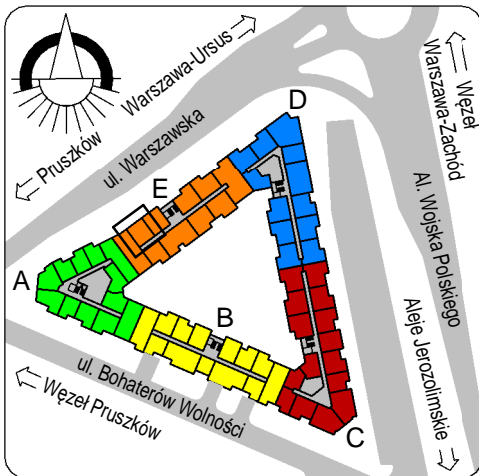 Warszawa-Ursus
Pruszków
ul. Warszawska
Węzeł
Warszawa-Zachód
Al. Wojska Polskiego
D
E
A
B
C
Aleje Jerozolimskie
ul. Bohaterów Wolności
Węzeł Pruszków